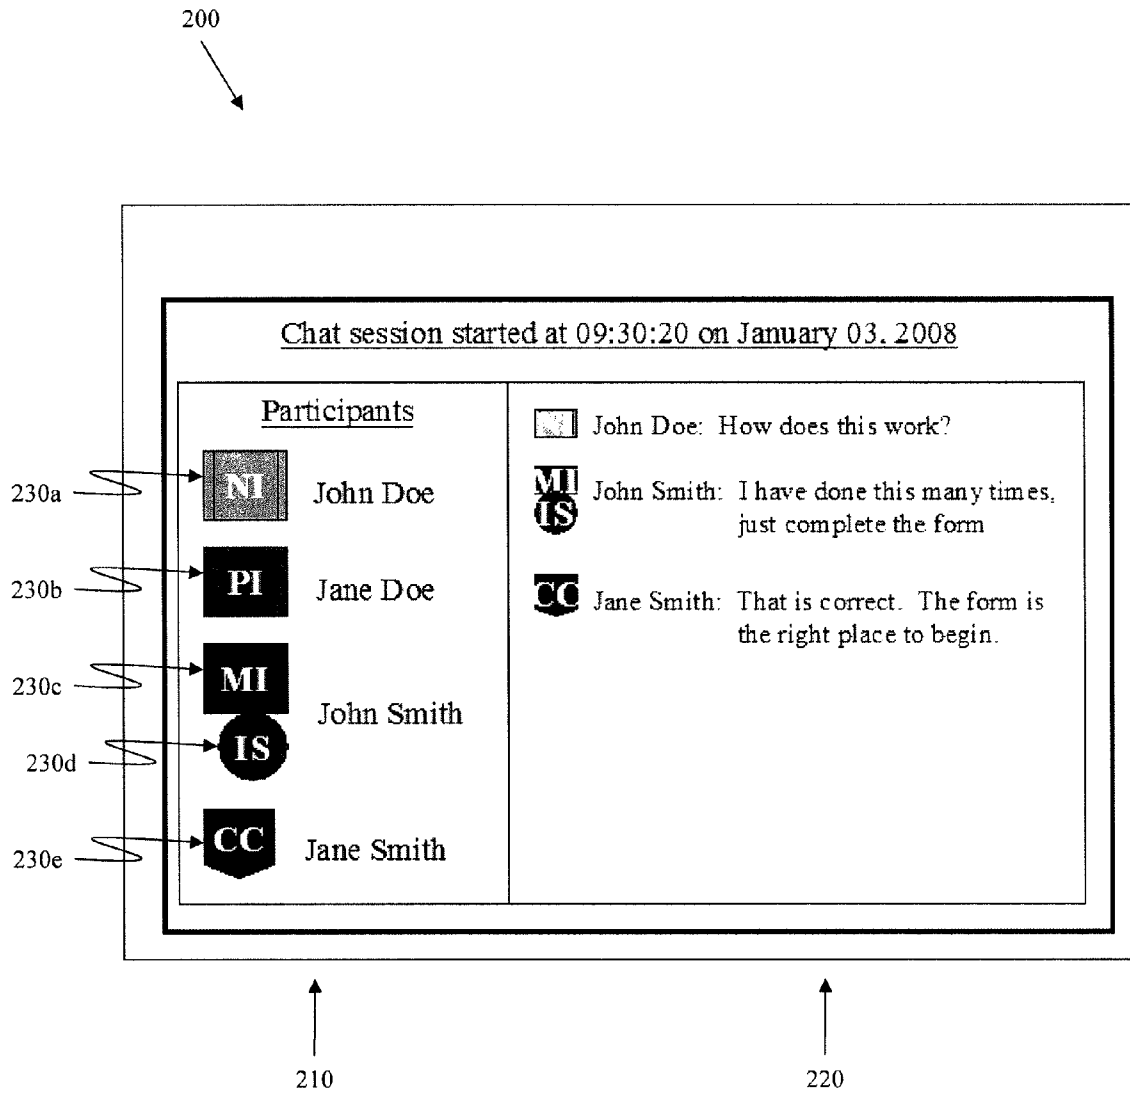 200
Chat session started at 09:30:20 on January 03. 2008
Participants
230a
NI
John Doe
230b
PI
Jane Doe
230c
MI
John Smith
230d
IS
230e
CC
Jane Smith
John Doe: How does this work?
MI
IS
John Smith: I have done this many times,
just complete the form
CC
Jane Smith: That is correct. The form is
the right place to begin.
210
220